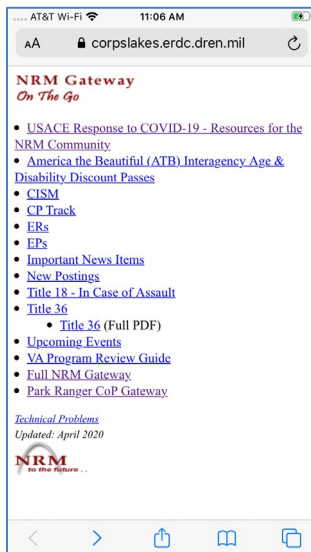 AT&T Wi-Fi 11:06 AM
AA corpslakes.erdc.dren.mil
NRM Gateway
On The Go
• USACE Response to COVID-19 - Resources for the
NRM Community
• America the Beautiful (ATB) Interagency Age &
Disability Discount Passes
• CISM
• CP Track
• ERs
• EPs
• Important News Items
• New Postings
• Title 18 - In Case of Assault
• Title 36
• Title 36 (Full PDF)
• Upcoming Events
• VA Program Review Guide
• Full NRM Gateway
• Park Ranger CoP Gateway
Technical Problems
Updated: April 2020
NRM
to the future . .